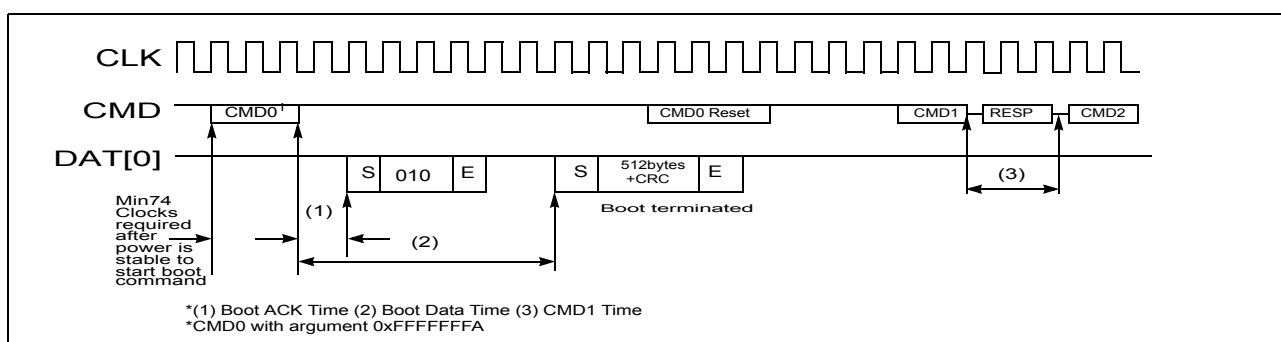 CLK
CMD
CMD0¹
CMD0 Reset
CMD1
RESP
CMD2
DAT[0]
S
010
E
S
512bytes
+CRC
E
(3)
Boot terminated
Min74
Clocks
required
after
power is
stable to
start boot
command
(1)
(2)
*(1) Boot ACK Time (2) Boot Data Time (3) CMD1 Time
*CMD0 with argument 0xFFFFFFFA